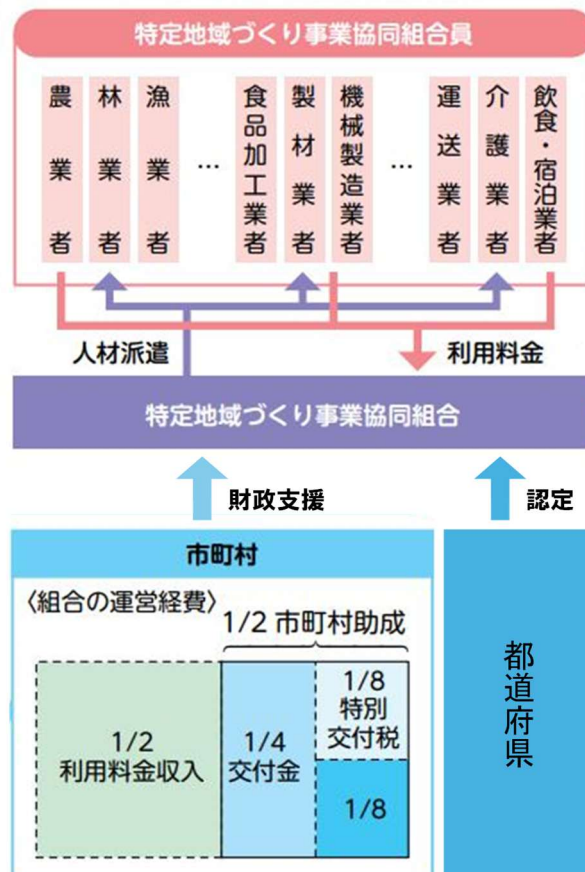 特定地域づくり事業協同組合員
農業者
林業者
漁業者
…
食品加工業者
製材業者
機械製造業者
…
運送業者
介護業者
飲食・宿泊業者
人材派遣
利用料金
特定地域づくり事業協同組合
財政支援
認定
市町村
〈組合の運営経費〉
1/2 市町村助成
1/2
利用料金収入
1/4
交付金
1/8
特別
交付税
1/8
都道府県